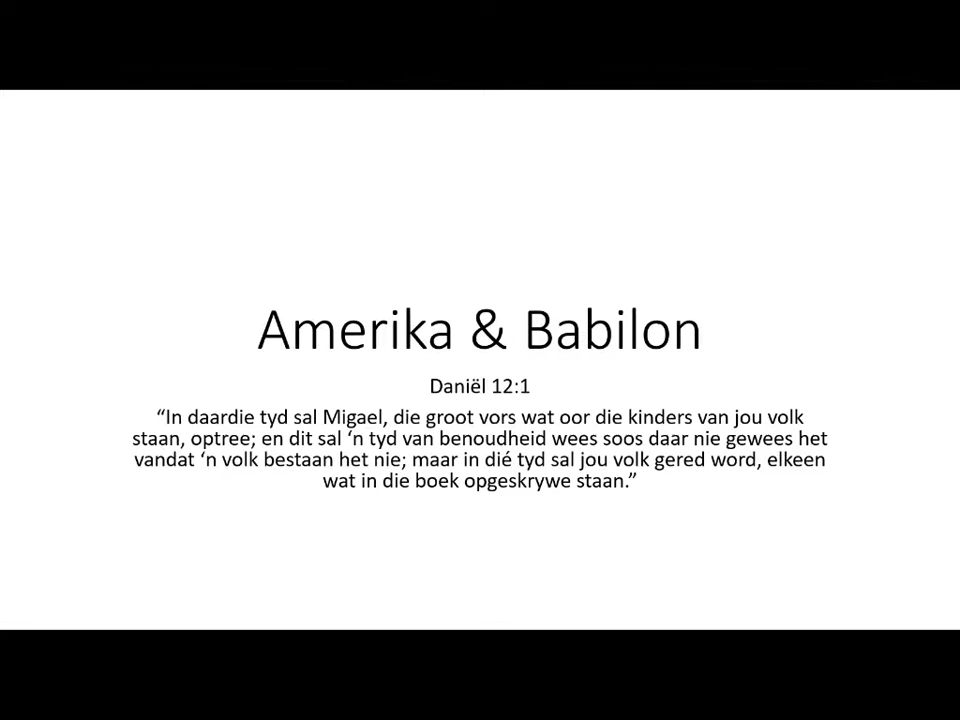 Amerika & Babilon
Daniël 12:1
“In daardie tyd sal Migael, die groot vors wat oor die kinders van jou volk
staan, optree; en dit sal ‘n tyd van benoudheid wees soos daar nie gewees het
vandat ‘n volk bestaan het nie; maar in dié tyd sal jou volk gered word, elkeen
wat in die boek opgeskrywe staan.”